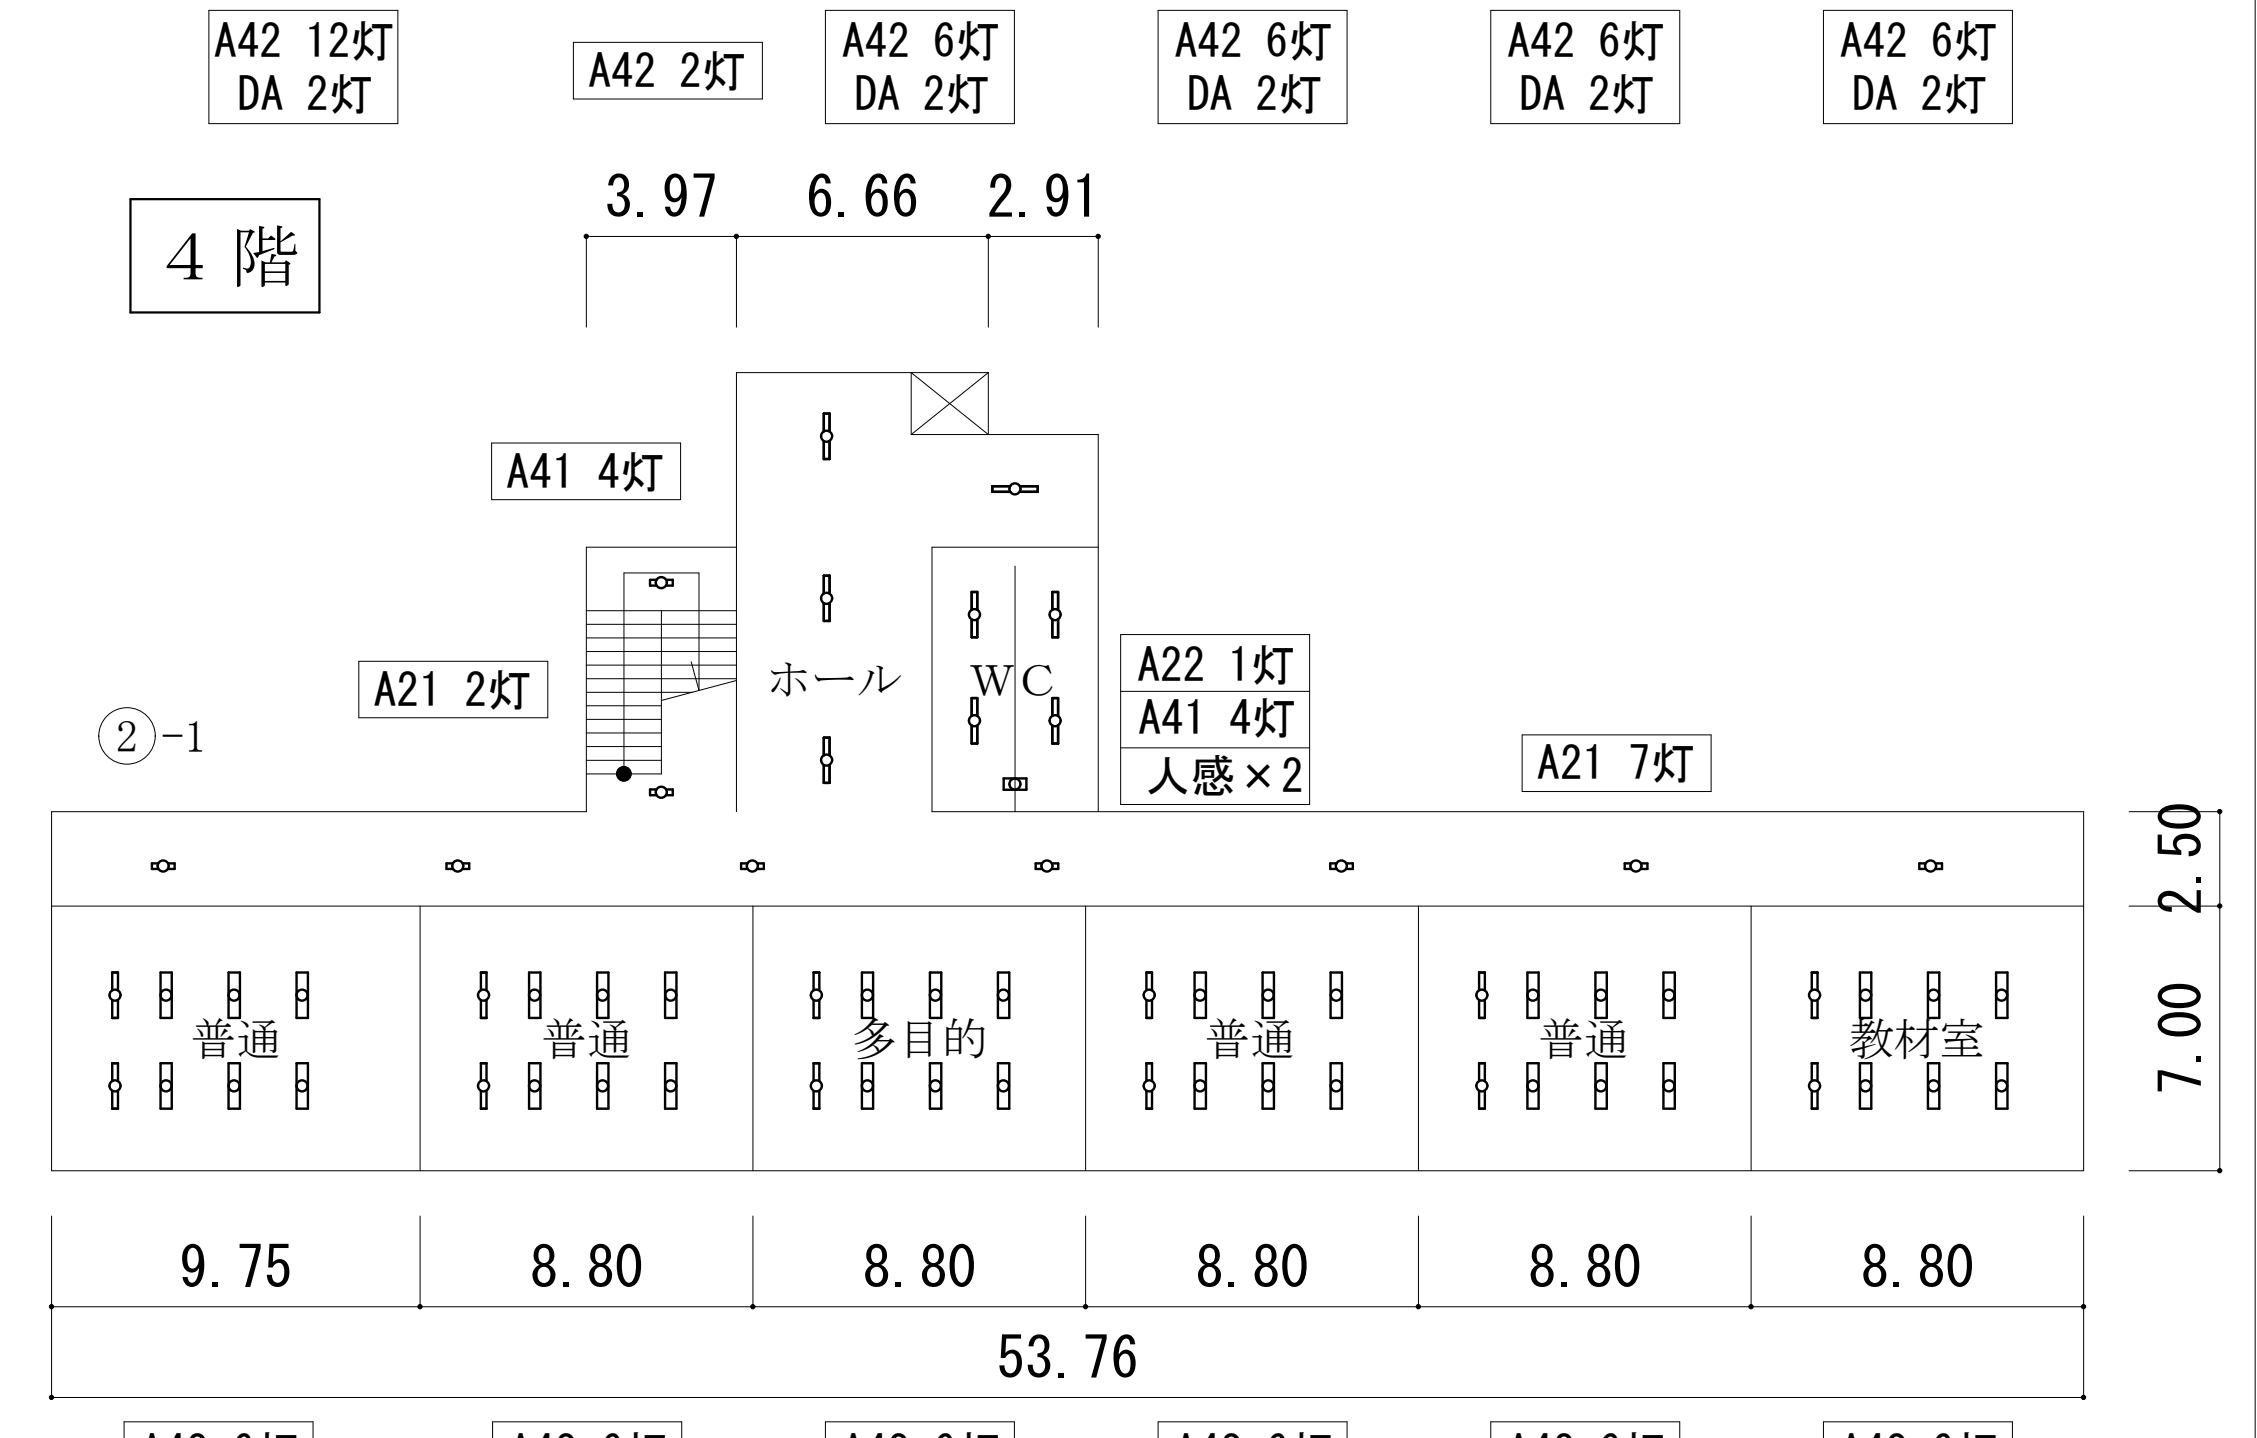 A42 12灯
DA 2灯
A42 2灯
A42 6灯
DA 2灯
A42 6灯
DA 2灯
A42 6灯
DA 2灯
A42 6灯
DA 2灯
3.97
6.66
2.91
4階
A41 4灯
A21 2灯
ホール
WC
A22 1灯
A41 4灯
人感×2
A21 7灯
②-1
2.50
7.00
普通
普通
多目的
普通
普通
教材室
9.75
8.80
8.80
8.80
8.80
8.80
53.76